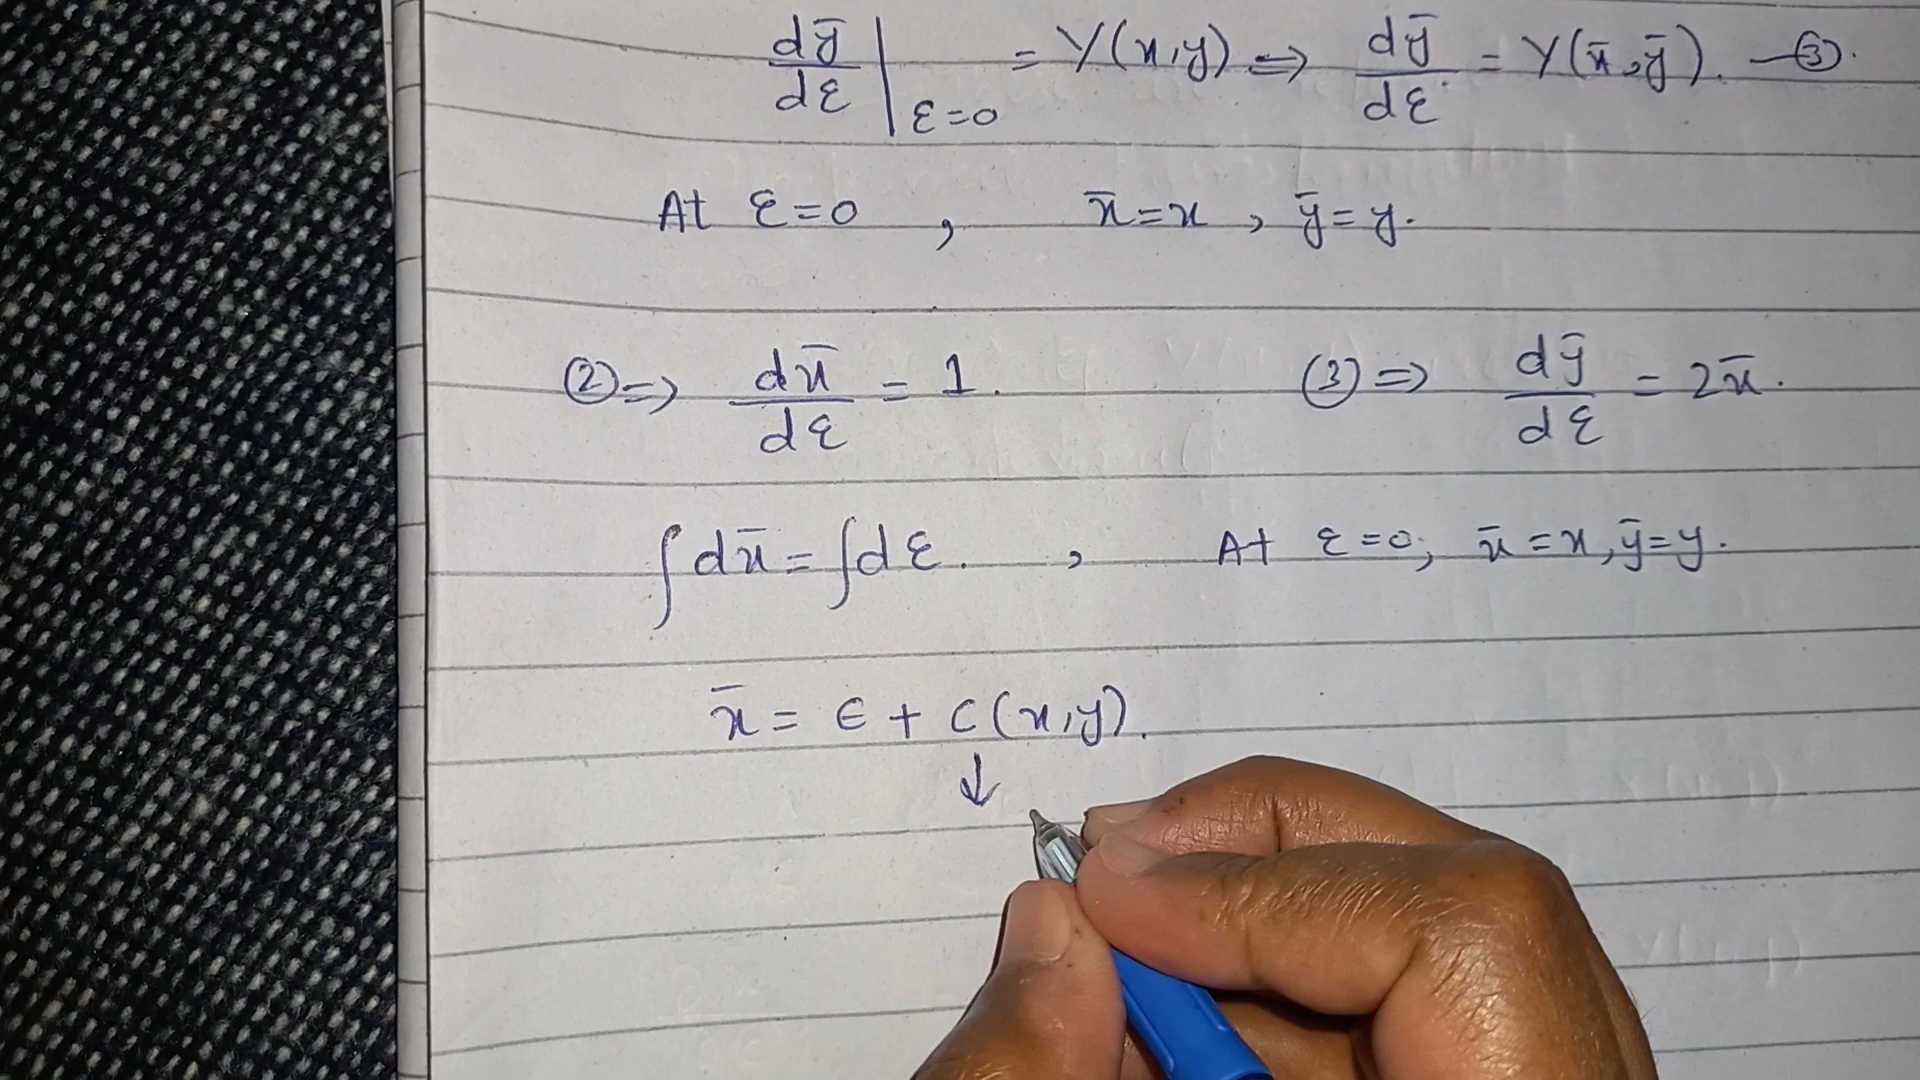 dȳ/dε |ε=0 = Y(x,y) ⇒ dȳ/dε = Y(x̄,ȳ). —③.
At ε=0 , x̄=x , ȳ=y.
②⇒ dx̄/dε = 1. (3)⇒ dȳ/dε = 2x̄.
∫dx̄ = ∫dε. , At ε=0, x̄=x, ȳ=y.
x̄ = ϵ + C(x,y).
↓